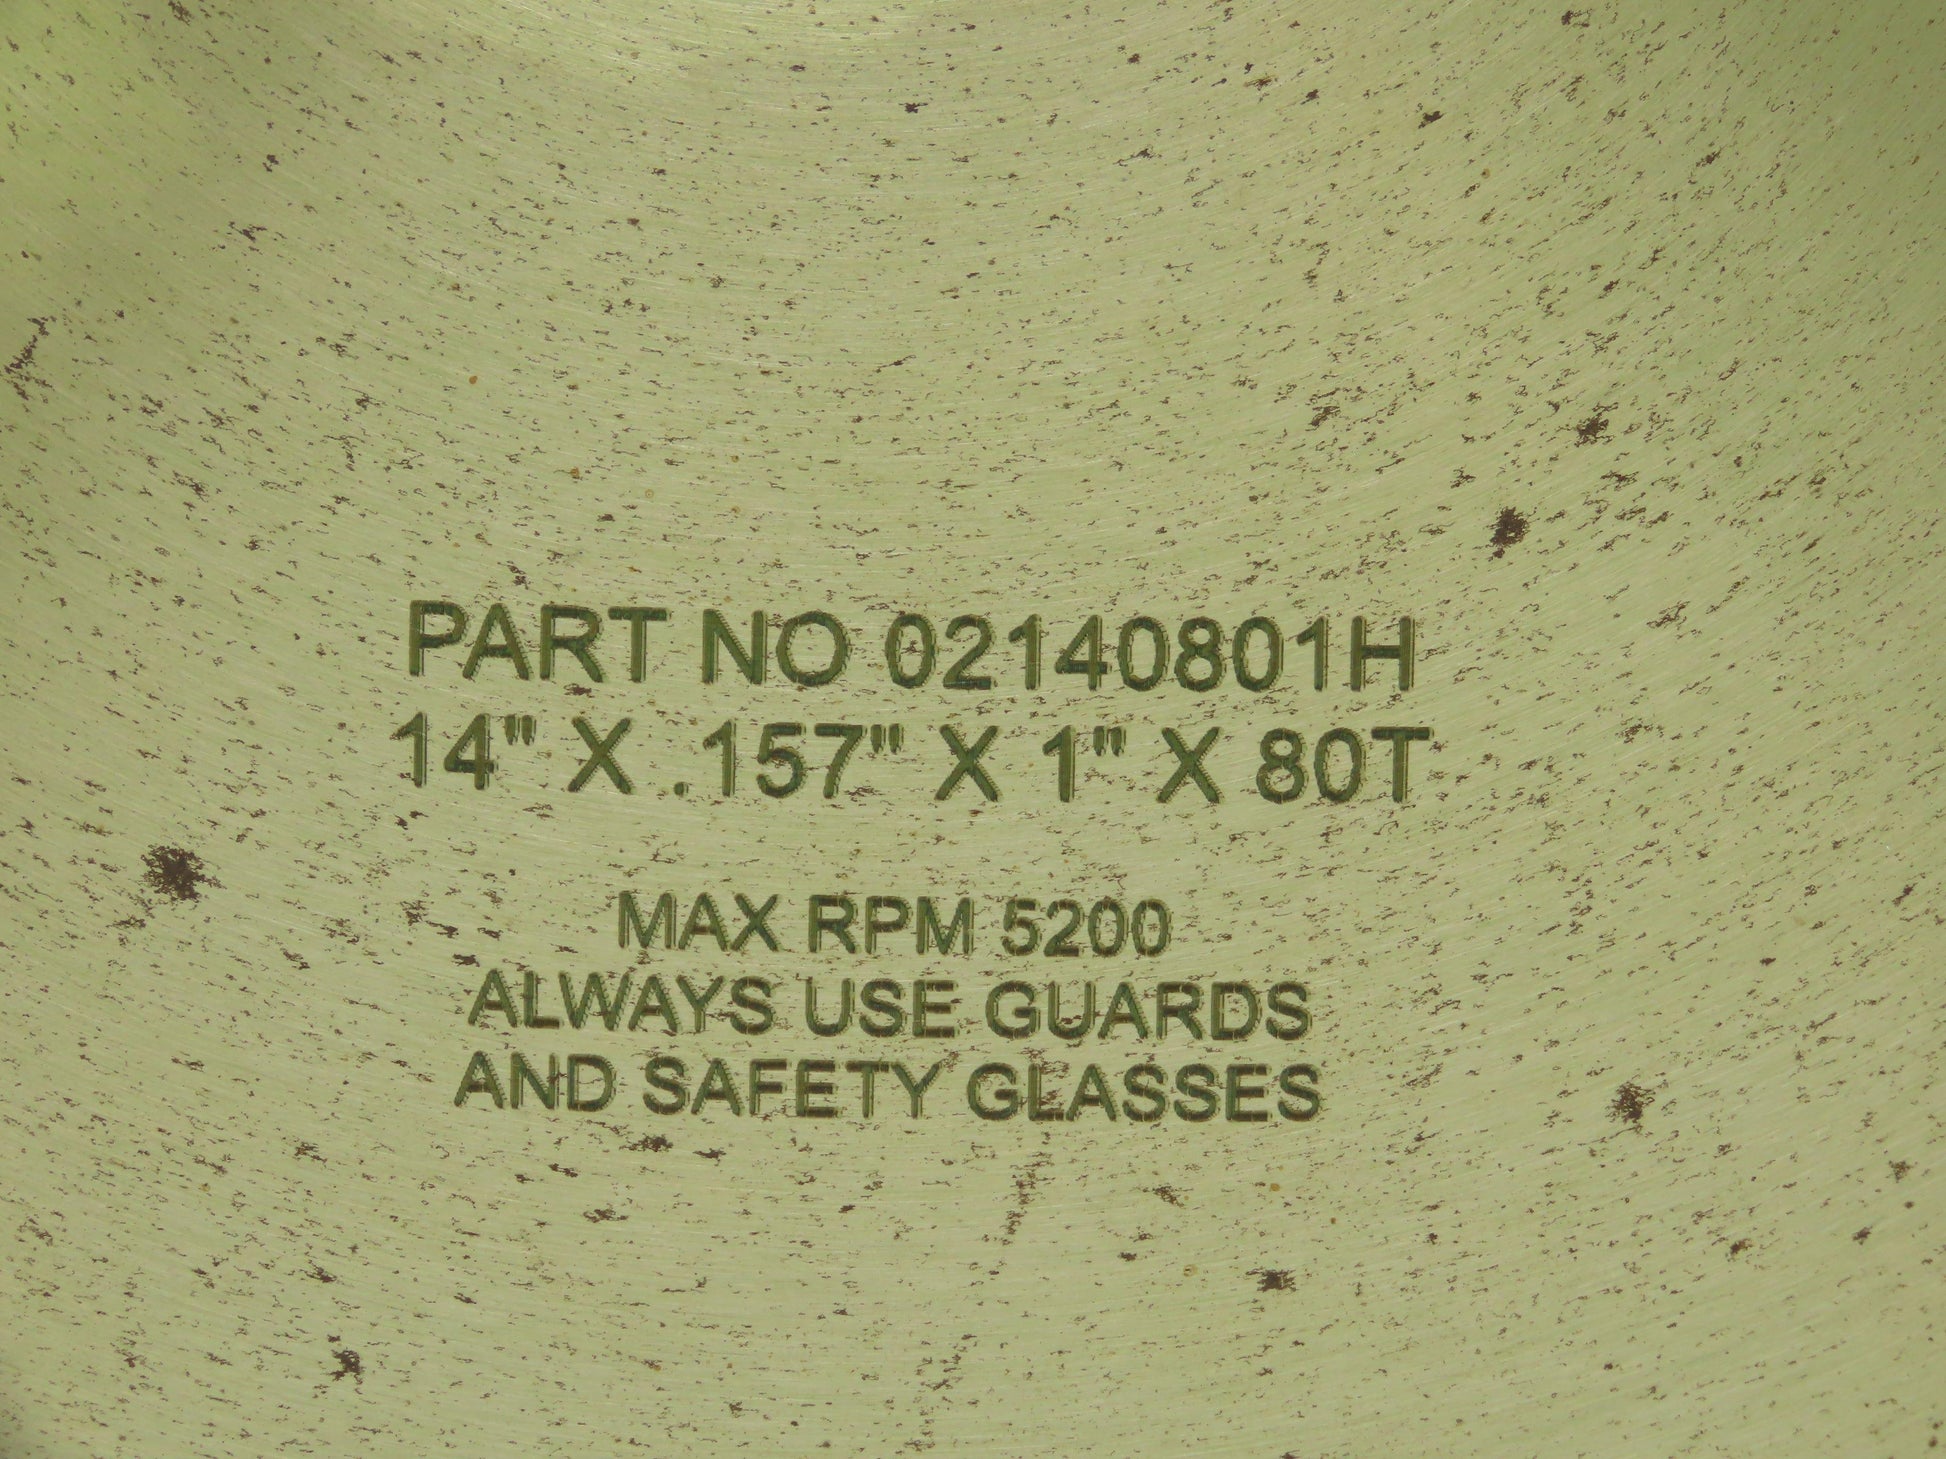 PART NO 02140801H
14" X .157" X 1" X 80T
MAX RPM 5200
ALWAYS USE GUARDS
AND SAFETY GLASSES